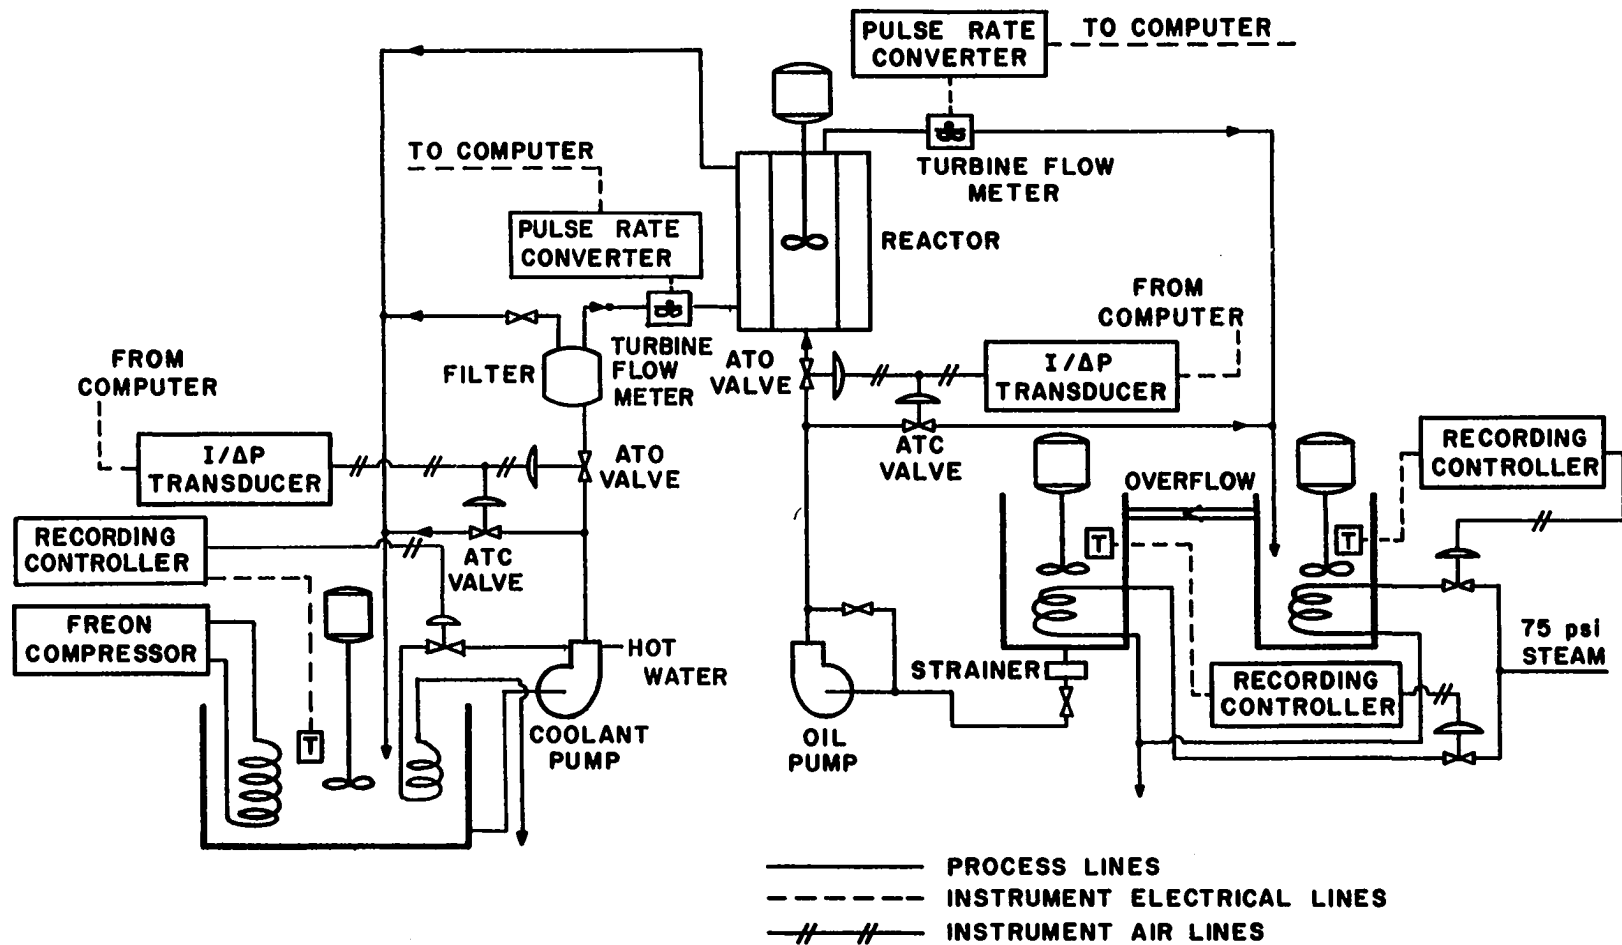 PULSE RATE
CONVERTER
TO COMPUTER
TO COMPUTER
TURBINE FLOW
METER
PULSE RATE
CONVERTER
REACTOR
FROM
COMPUTER
TURBINE
FLOW
METER
FILTER
ATO
VALVE
I/ΔP
TRANSDUCER
FROM
COMPUTER
I/ΔP
TRANSDUCER
ATO
VALVE
ATC
VALVE
RECORDING
CONTROLLER
OVERFLOW
T
T
RECORDING
CONTROLLER
ATC
VALVE
FREON
COMPRESSOR
HOT
WATER
STRAINER
75 psi
STEAM
RECORDING
CONTROLLER
T
COOLANT
PUMP
OIL
PUMP
PROCESS LINES
INSTRUMENT ELECTRICAL LINES
INSTRUMENT AIR LINES